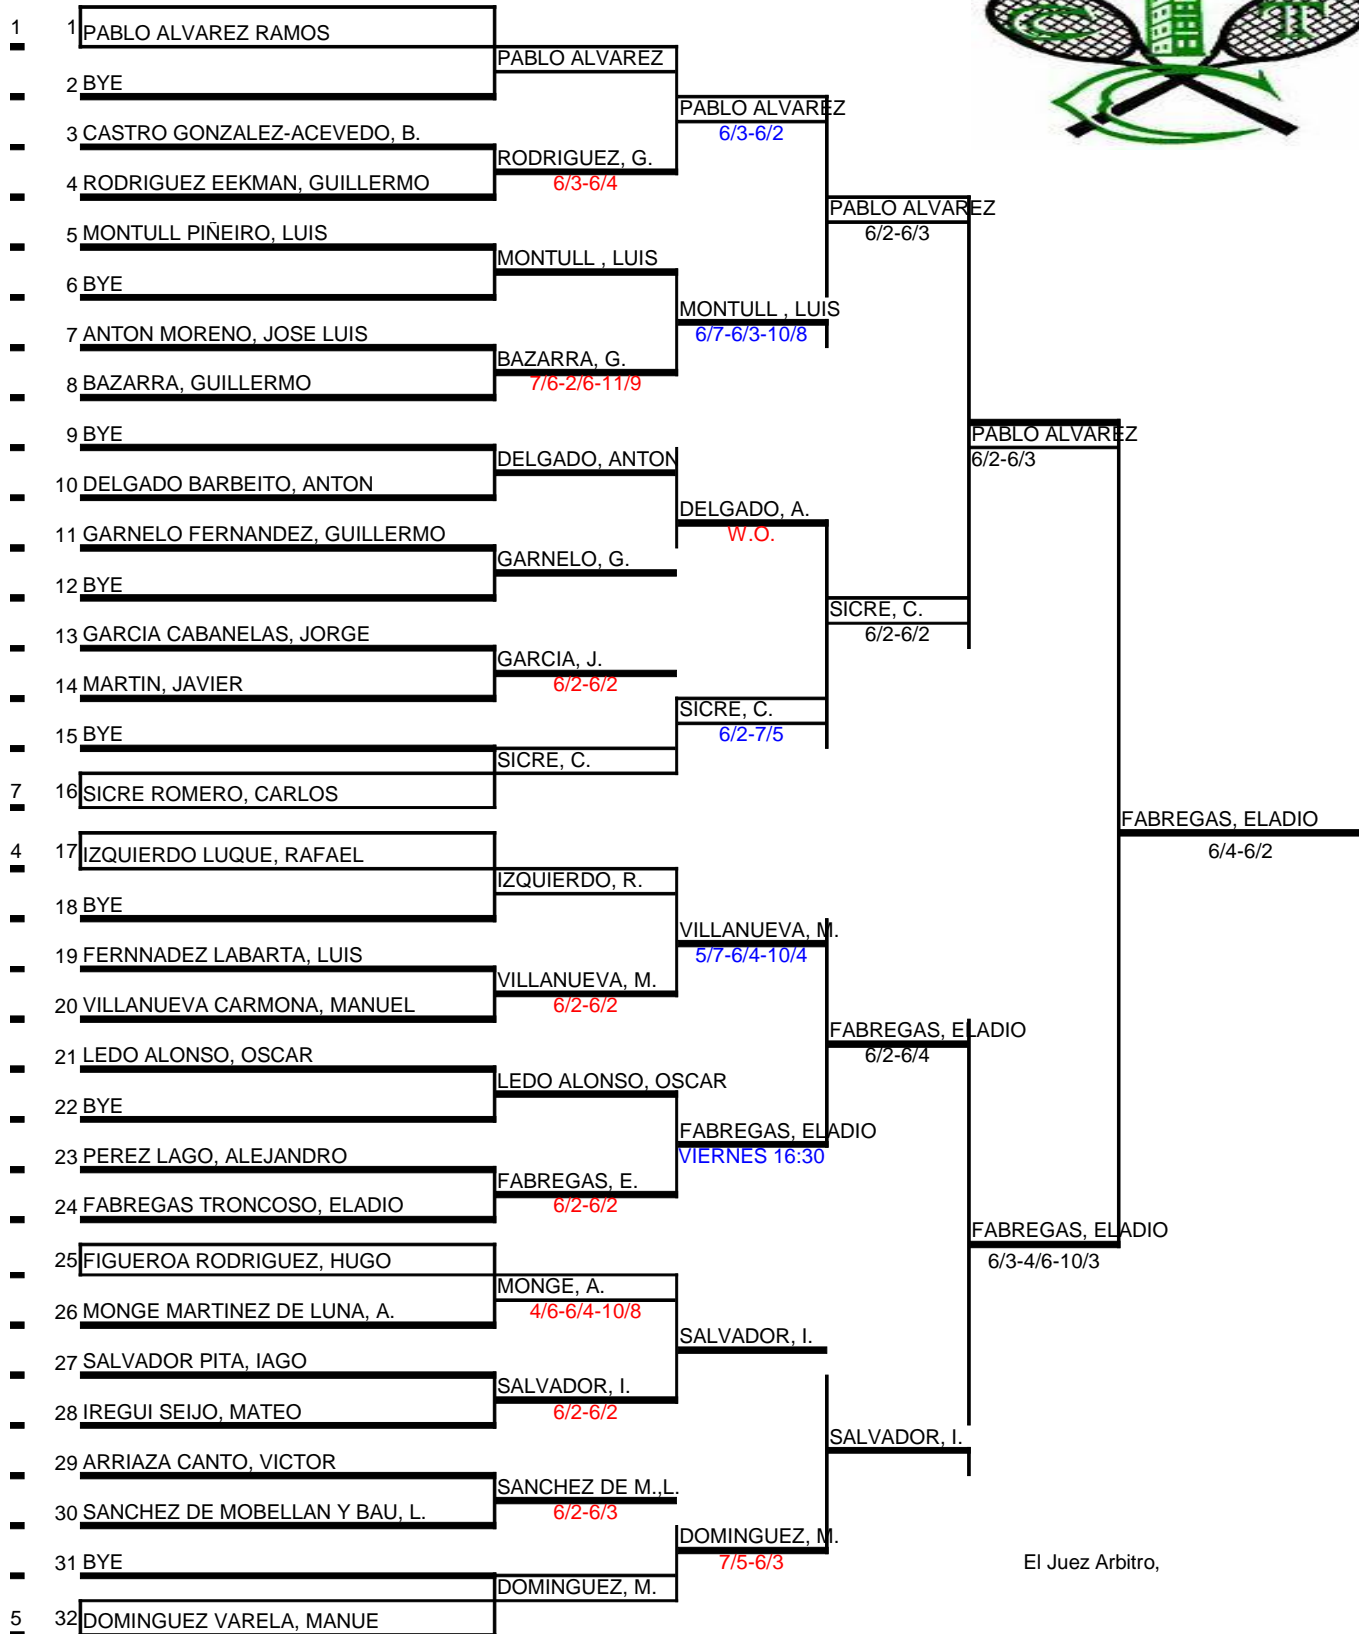 1 1 PABLO ALVAREZ RAMOS
PABLO ALVAREZ
2 BYE
PABLO ALVAREZ
6/3-6/2
3 CASTRO GONZALEZ-ACEVEDO, B.
RODRIGUEZ, G.
6/3-6/4
4 RODRIGUEZ EEKMAN, GUILLERMO
PABLO ALVAREZ
6/2-6/3
5 MONTULL PIÑEIRO, LUIS
MONTULL , LUIS
6 BYE
MONTULL , LUIS
6/7-6/3-10/8
7 ANTON MORENO, JOSE LUIS
BAZARRA, G.
7/6-2/6-11/9
8 BAZARRA, GUILLERMO
PABLO ALVAREZ
6/2-6/3
9 BYE
DELGADO, ANTON
10 DELGADO BARBEITO, ANTON
DELGADO, A.
W.O.
11 GARNELO FERNANDEZ, GUILLERMO
GARNELO, G.
12 BYE
SICRE, C.
6/2-6/2
13 GARCIA CABANELAS, JORGE
GARCIA, J.
6/2-6/2
14 MARTIN, JAVIER
SICRE, C.
6/2-7/5
15 BYE
SICRE, C.
7 16 SICRE ROMERO, CARLOS
FABREGAS, ELADIO
6/4-6/2
4 17 IZQUIERDO LUQUE, RAFAEL
IZQUIERDO, R.
18 BYE
VILLANUEVA, M.
5/7-6/4-10/4
19 FERNNADEZ LABARTA, LUIS
VILLANUEVA, M.
6/2-6/2
20 VILLANUEVA CARMONA, MANUEL
FABREGAS, ELADIO
6/2-6/4
21 LEDO ALONSO, OSCAR
LEDO ALONSO, OSCAR
22 BYE
FABREGAS, ELADIO
VIERNES 16:30
23 PEREZ LAGO, ALEJANDRO
FABREGAS, E.
6/2-6/2
24 FABREGAS TRONCOSO, ELADIO
FABREGAS, ELADIO
6/3-4/6-10/3
25 FIGUEROA RODRIGUEZ, HUGO
MONGE, A.
4/6-6/4-10/8
26 MONGE MARTINEZ DE LUNA, A.
SALVADOR, I.
27 SALVADOR PITA, IAGO
SALVADOR, I.
6/2-6/2
28 IREGUI SEIJO, MATEO
SALVADOR, I.
29 ARRIAZA CANTO, VICTOR
SANCHEZ DE M.,L.
6/2-6/3
30 SANCHEZ DE MOBELLAN Y BAU, L.
DOMINGUEZ, M.
7/5-6/3
31 BYE
El Juez Arbitro,
DOMINGUEZ, M.
5 32 DOMINGUEZ VARELA, MANUE
C T
C